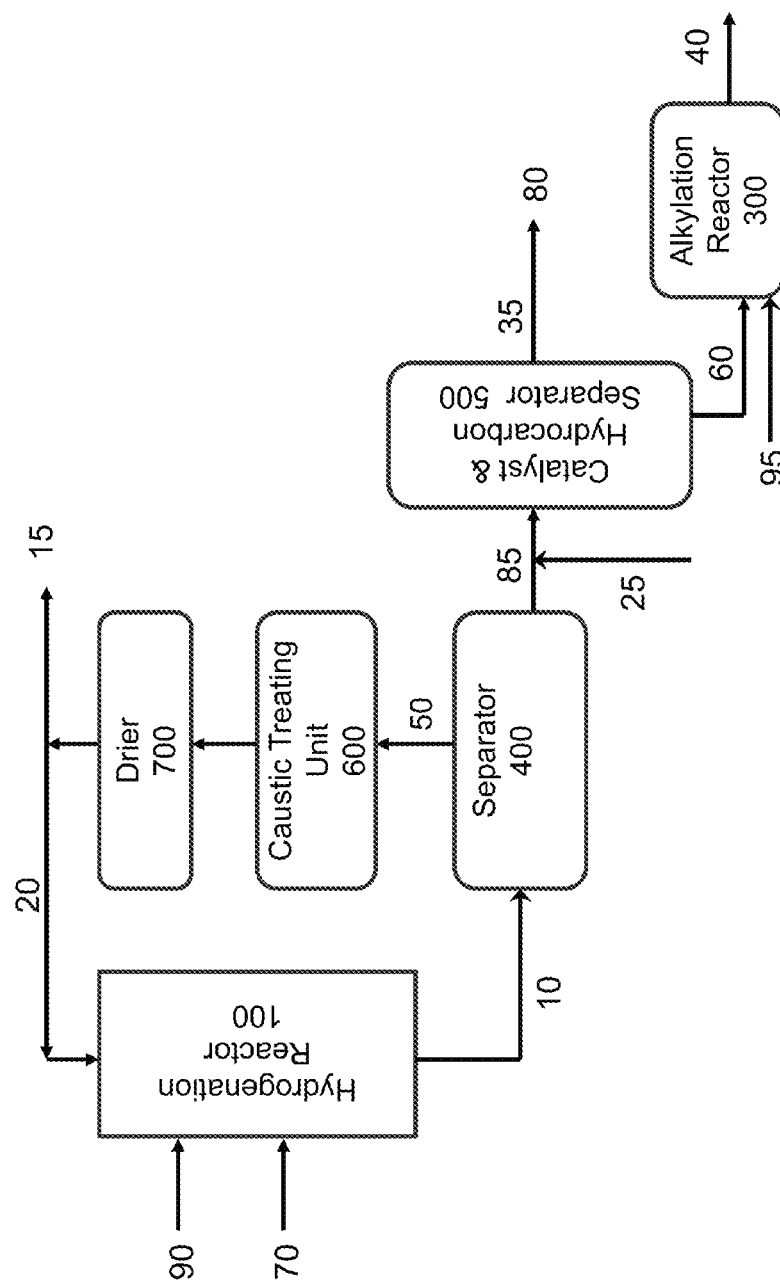 20
15
90
70
Hydrogenation
Reactor
100
10
Drier
700
Caustic Treating
Unit
600
50
Separator
400
85
25
Catalyst &
Hydrocarbon
Separator 500
35
80
60
95
Alkylation
Reactor
300
40